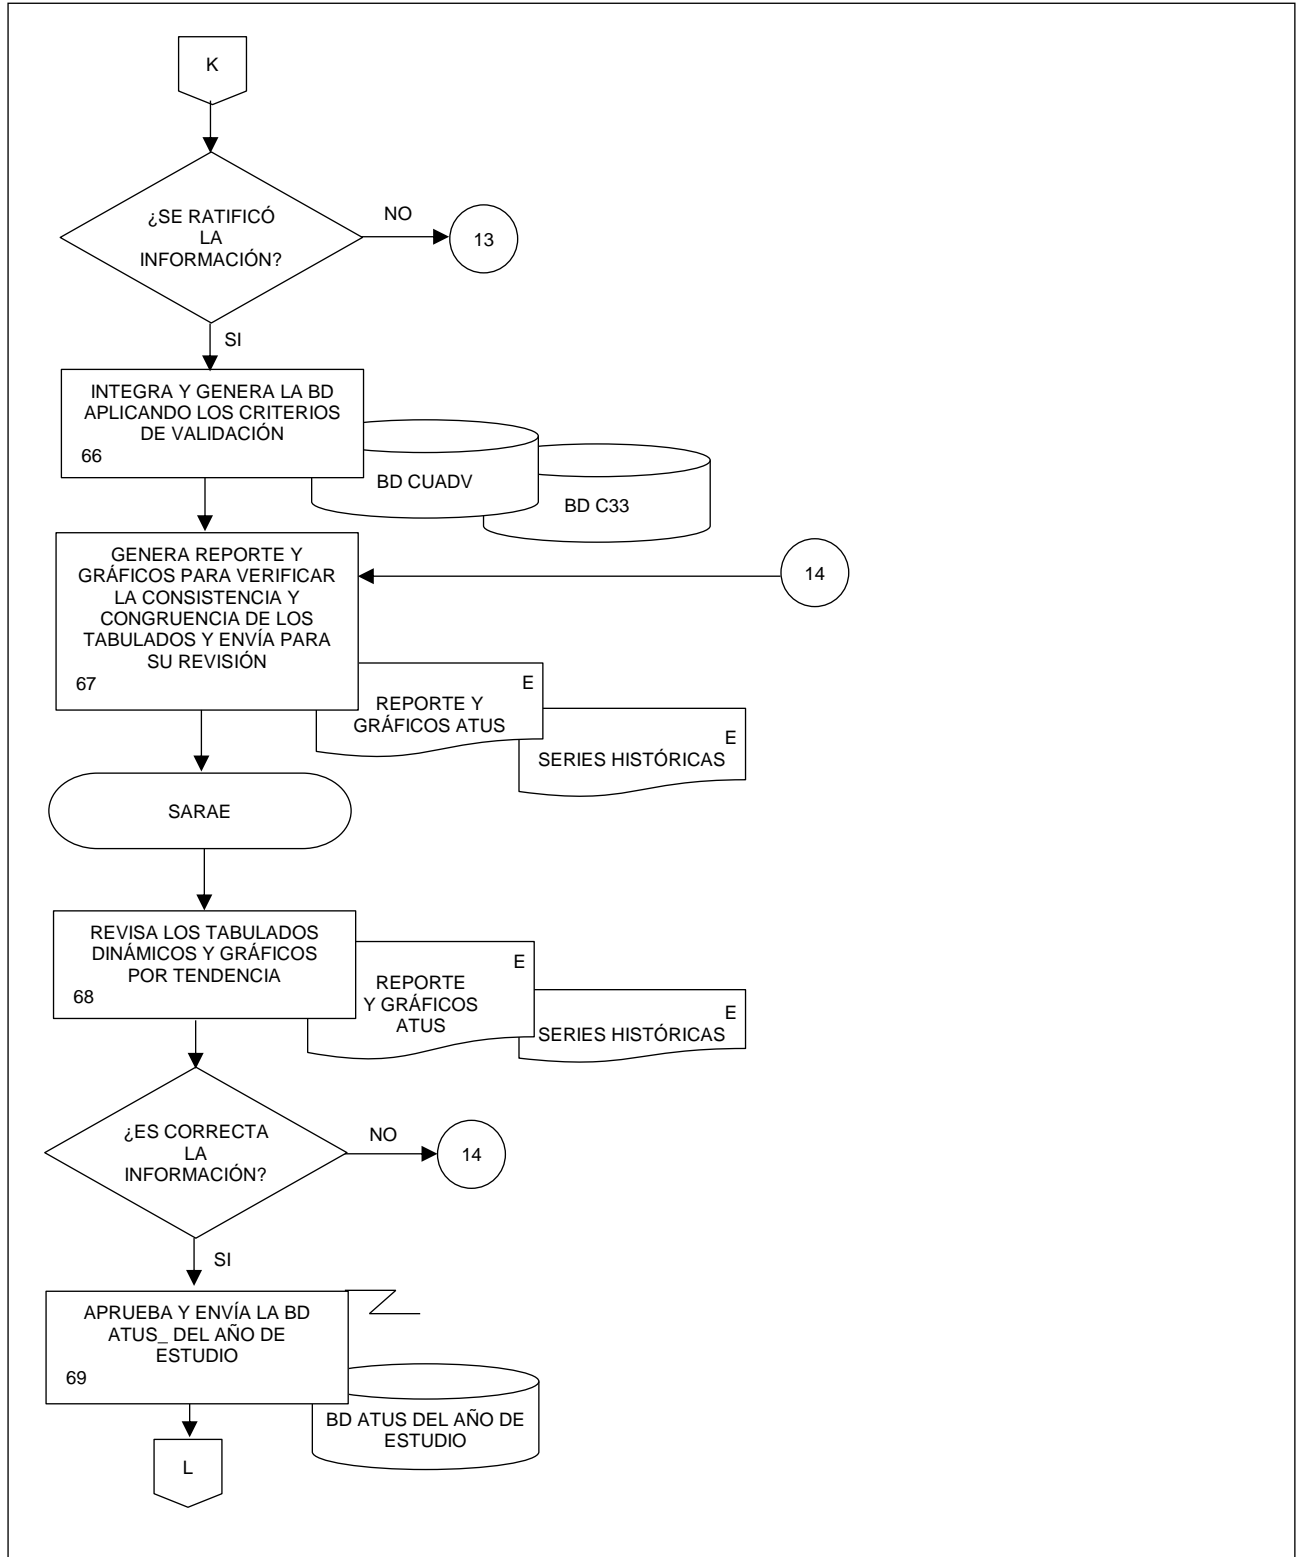 K
¿SE RATIFICÓ
LA
INFORMACIÓN?
NO
13
SI
INTEGRA Y GENERA LA BD
APLICANDO LOS CRITERIOS
DE VALIDACIÓN
66
BD CUADV
BD C33
GENERA REPORTE Y
GRÁFICOS PARA VERIFICAR
LA CONSISTENCIA Y
CONGRUENCIA DE LOS
TABULADOS Y ENVÍA PARA
SU REVISIÓN
67
14
E
REPORTE Y
GRÁFICOS ATUS
E
SERIES HISTÓRICAS
SARAE
REVISA LOS TABULADOS
DINÁMICOS Y GRÁFICOS
POR TENDENCIA
68
E
REPORTE
Y GRÁFICOS
ATUS
E
SERIES HISTÓRICAS
¿ES CORRECTA
LA
INFORMACIÓN?
NO
14
SI
APRUEBA Y ENVÍA LA BD
ATUS_ DEL AÑO DE
ESTUDIO
69
BD ATUS DEL AÑO DE
ESTUDIO
L